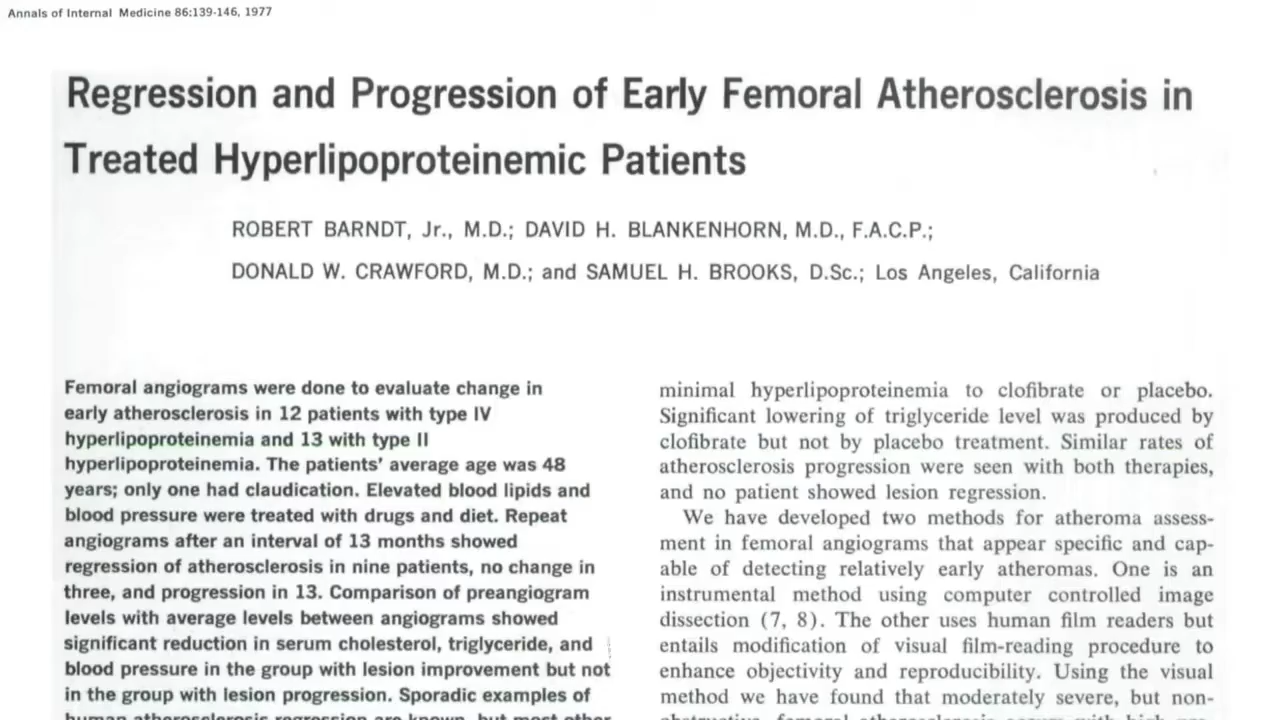 Annals of Internal Medicine 86:139-146, 1977
Regression and Progression of Early Femoral Atherosclerosis in
Treated Hyperlipoproteinemic Patients
ROBERT BARNDT, Jr., M.D.; DAVID H. BLANKENHORN, M.D., F.A.C.P.;
DONALD W. CRAWFORD, M.D.; and SAMUEL H. BROOKS, D.Sc.; Los Angeles, California
Femoral angiograms were done to evaluate change in
early atherosclerosis in 12 patients with type IV
hyperlipoproteinemia and 13 with type II
hyperlipoproteinemia. The patients' average age was 48
years; only one had claudication. Elevated blood lipids and
blood pressure were treated with drugs and diet. Repeat
angiograms after an interval of 13 months showed
regression of atherosclerosis in nine patients, no change in
three, and progression in 13. Comparison of preangiogram
levels with average levels between angiograms showed
significant reduction in serum cholesterol, triglyceride, and
blood pressure in the group with lesion improvement but not
in the group with lesion progression. Sporadic examples of
human atherosclerosis regression are known, but most other
minimal hyperlipoproteinemia to clofibrate or placebo.
Significant lowering of triglyceride level was produced by
clofibrate but not by placebo treatment. Similar rates of
atherosclerosis progression were seen with both therapies,
and no patient showed lesion regression.
We have developed two methods for atheroma assess-
ment in femoral angiograms that appear specific and cap-
able of detecting relatively early atheromas. One is an
instrumental method using computer controlled image
dissection (7, 8). The other uses human film readers but
entails modification of visual film-reading procedure to
enhance objectivity and reproducibility. Using the visual
method we have found that moderately severe, but non-